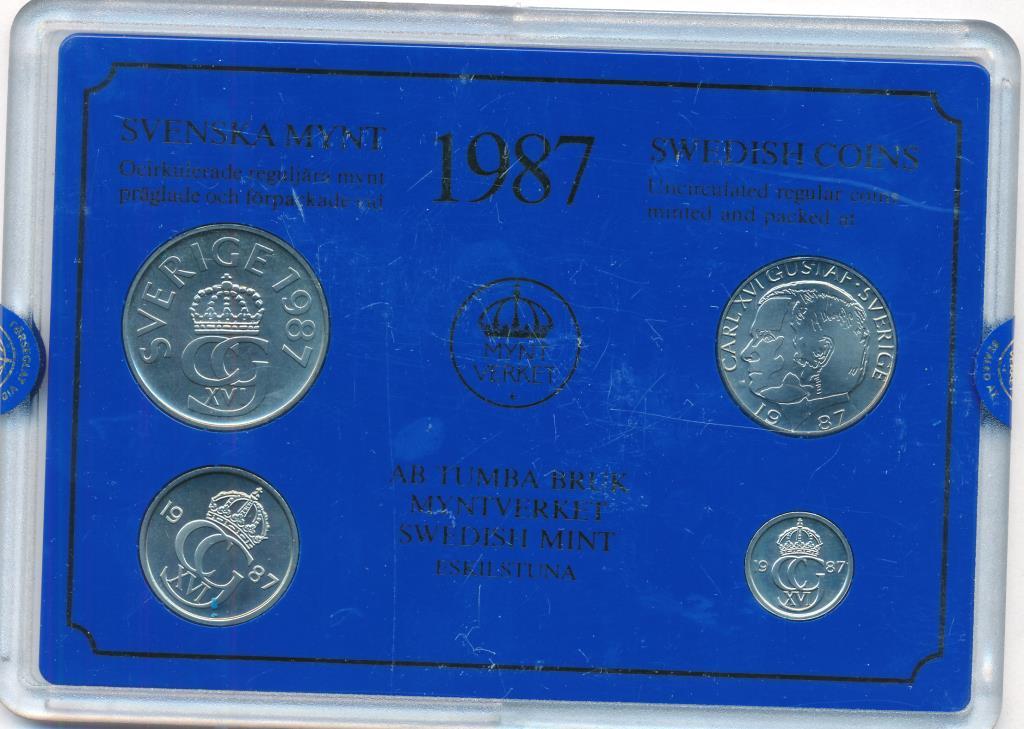 SVENSKA MYNT
Ocirkulerade reguljära mynt
präglade och förpackade vid
1987
SWEDISH COINS
Uncirculated regular coins
minted and packed at
SVERIGE 1987
CG
XVI
MYNT
VERKET
CARL XVI GUSTAF · SVERIGE
19 87
19 87
CG
XVI
AB TUMBA BRUK
MYNTVERKET
SWEDISH MINT
ESKILSTUNA
19 87
CG
XVI
FÖRSEGLAT VID